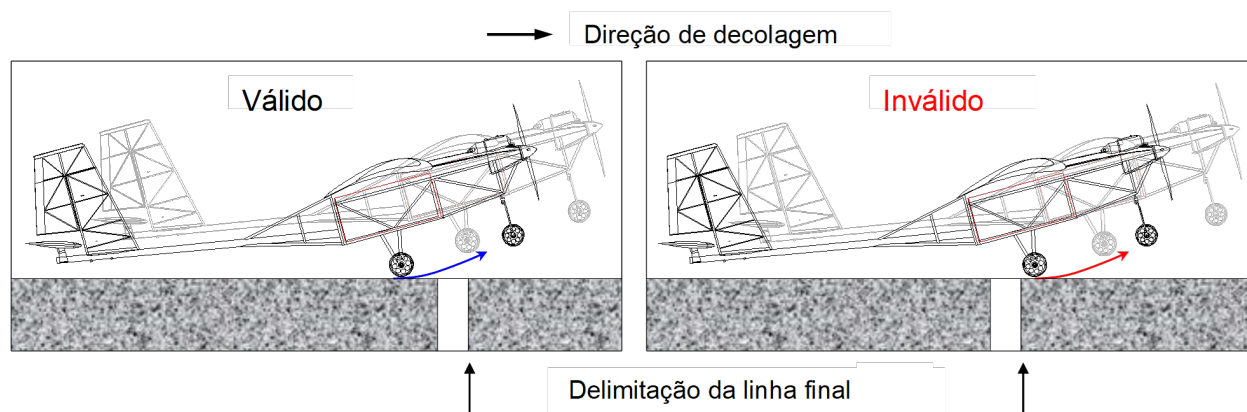 Direção de decolagem
Válido
Inválido
Delimitação da linha final